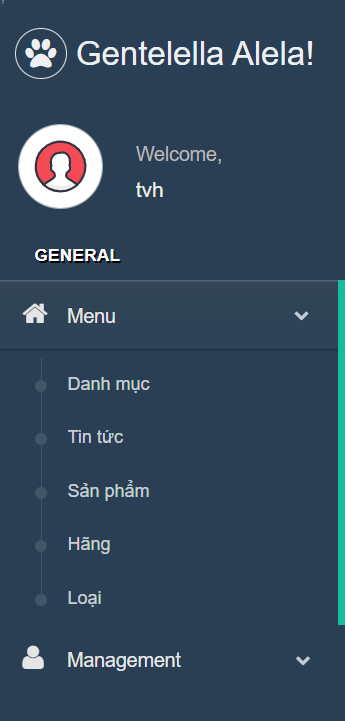 Gentelella Alela!
Welcome,
tvh
GENERAL
Menu
Danh mục
Tin tức
Sản phẩm
Hãng
Loại
Management